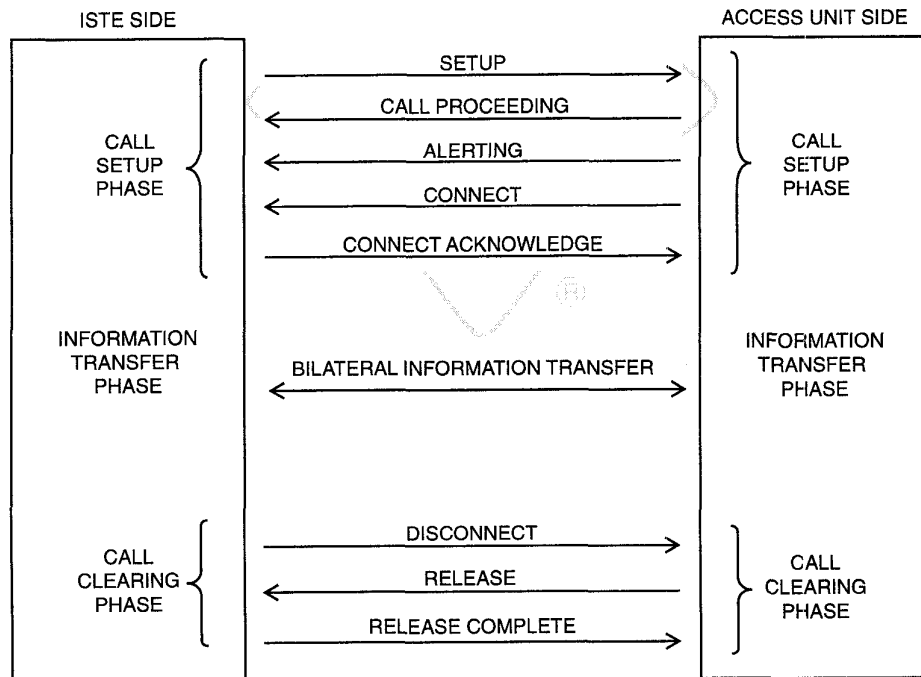 ISTE SIDE
ACCESS UNIT SIDE
SETUP
CALL PROCEEDING
ALERTING
CONNECT
CONNECT ACKNOWLEDGE
CALL
SETUP
PHASE
CALL
SETUP
PHASE
INFORMATION
TRANSFER
PHASE
BILATERAL INFORMATION TRANSFER
INFORMATION
TRANSFER
PHASE
CALL
CLEARING
PHASE
DISCONNECT
RELEASE
RELEASE COMPLETE
CALL
CLEARING
PHASE
®